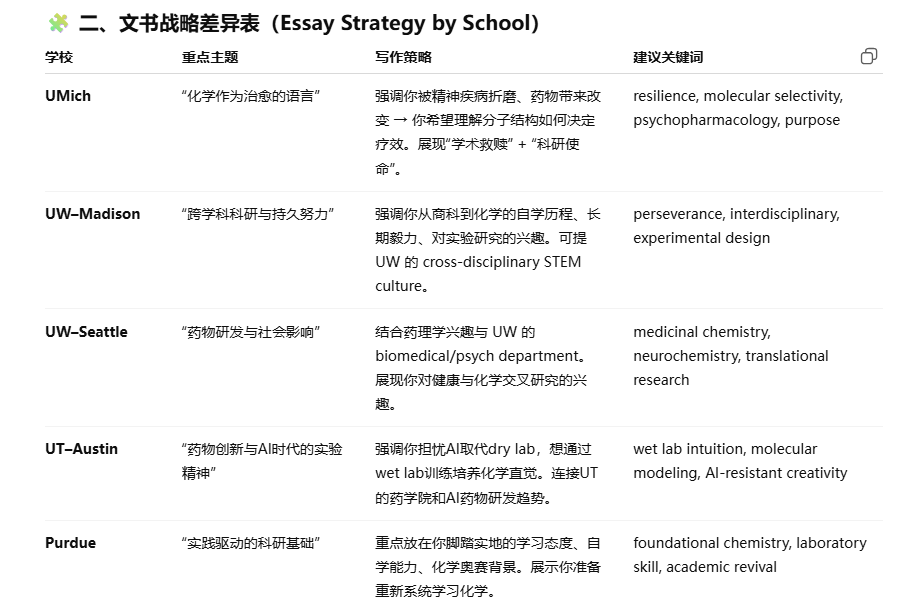 二、文书战略差异表（Essay Strategy by School）
学校 重点主题 写作策略 建议关键词
UMich “化学作为治愈的语言” 强调你被精神疾病折磨、药物带来改 resilience, molecular selectivity,
变 → 你希望理解分子结构如何决定 psychopharmacology, purpose
疗效。展现“学术救赎” + “科研使
命”。
UW–Madison “跨学科科研与持久努力” 强调你从商科到化学的自学历程、长 perseverance, interdisciplinary,
期毅力、对实验研究的兴趣。可提 experimental design
UW 的 cross-disciplinary STEM
culture。
UW–Seattle “药物研发与社会影响” 结合药理学兴趣与 UW 的 medicinal chemistry,
biomedical/psych department。 neurochemistry, translational
展现你对健康与化学交叉研究的兴 research
趣。
UT–Austin “药物创新与AI时代的实验 强调你担忧AI取代dry lab，想通过 wet lab intuition, molecular
精神” wet lab训练培养化学直觉。连接UT modeling, AI-resistant creativity
的药学院和AI药物研发趋势。
Purdue “实践驱动的科研基础” 重点放在你脚踏实地的学习态度、自 foundational chemistry, laboratory
学能力、化学奥赛背景。展示你准备 skill, academic revival
重新系统学习化学。